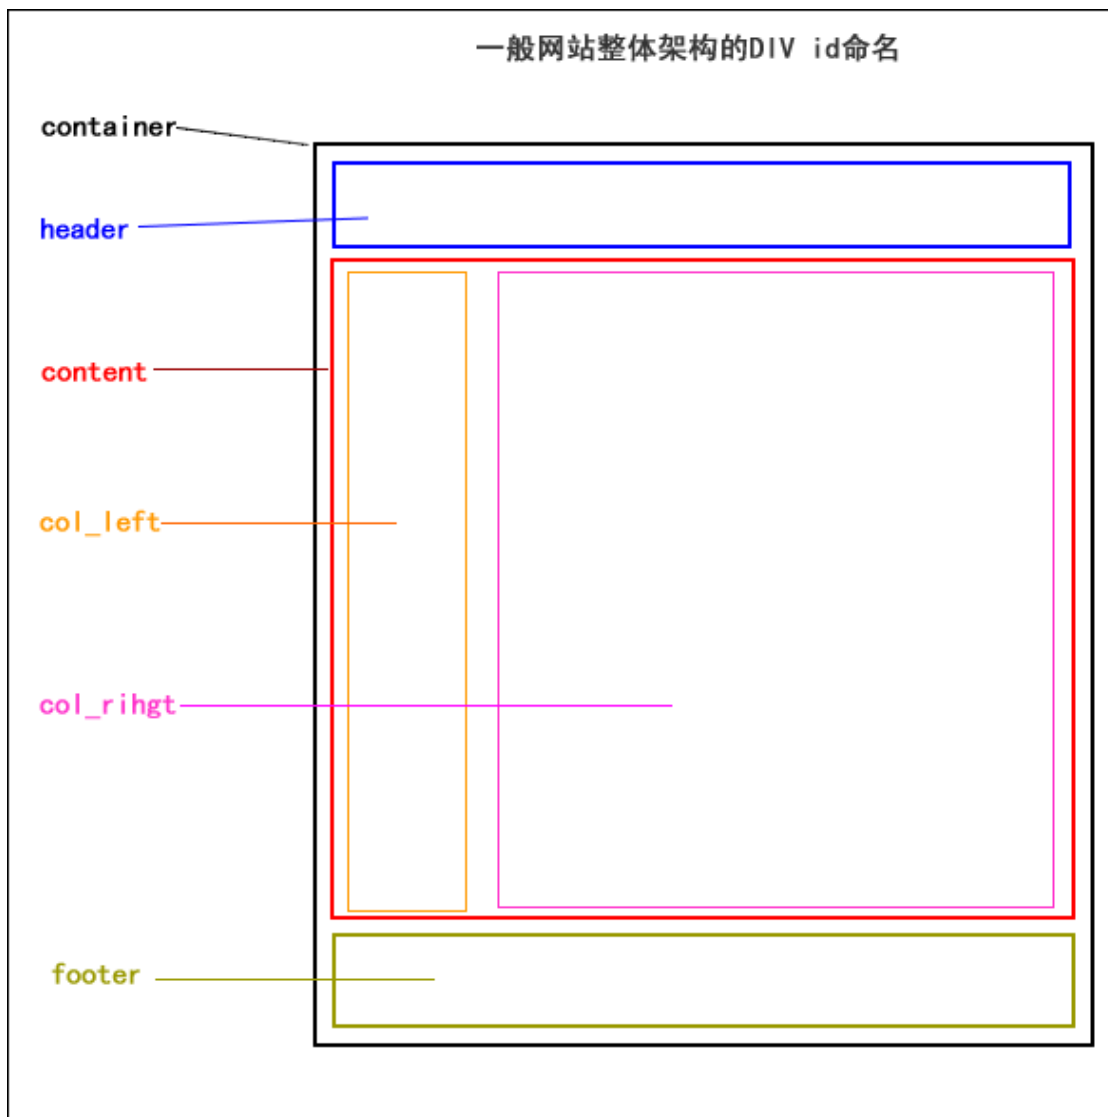 一般网站整体架构的DIV id命名
container
header
content
col_left
col_rihgt
footer